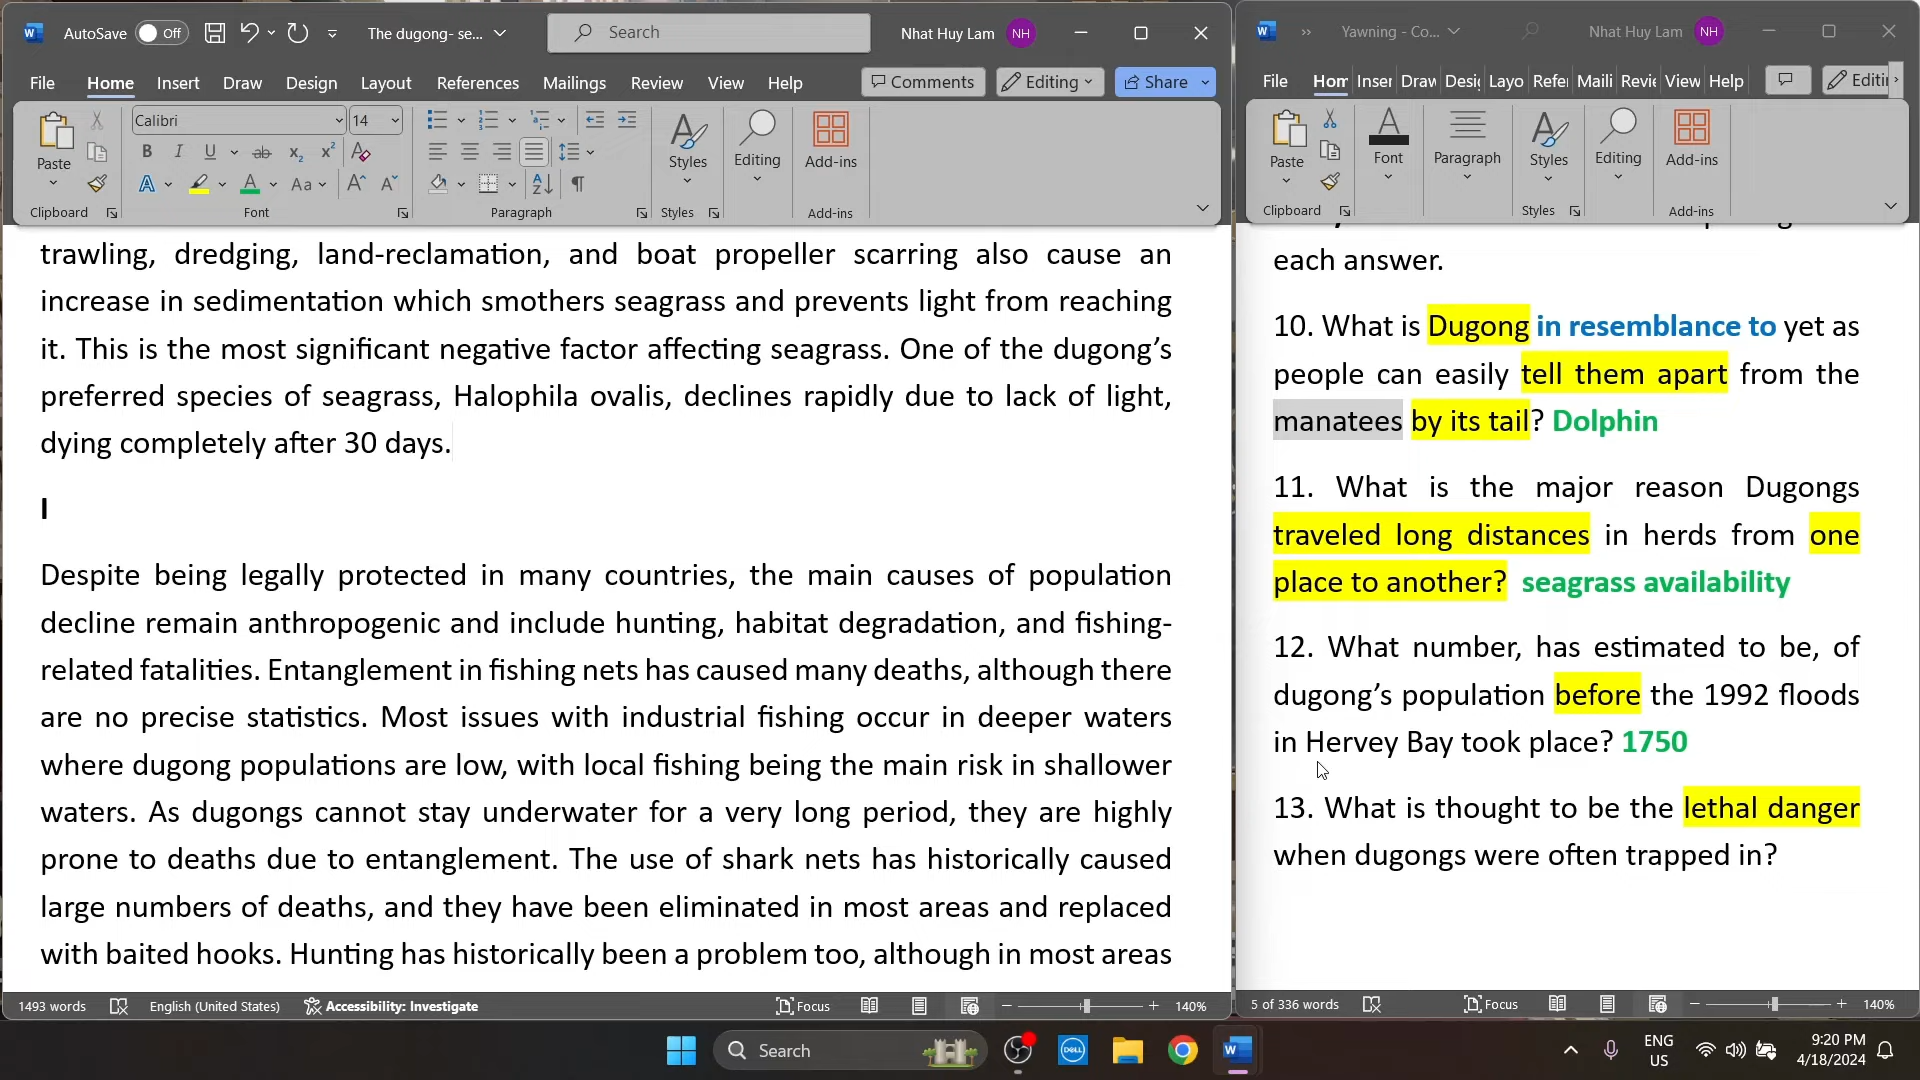 AutoSave Off The dugong- se... Search Nhat Huy Lam NH
File Home Insert Draw Design Layout References Mailings Review View Help Comments Editing Share
Calibri 14
Paste Styles Editing Add-ins
Clipboard Font Paragraph Styles Add-ins
trawling, dredging, land-reclamation, and boat propeller scarring also cause an
increase in sedimentation which smothers seagrass and prevents light from reaching
it. This is the most significant negative factor affecting seagrass. One of the dugong’s
preferred species of seagrass, Halophila ovalis, declines rapidly due to lack of light,
dying completely after 30 days.
I
Despite being legally protected in many countries, the main causes of population
decline remain anthropogenic and include hunting, habitat degradation, and fishing-
related fatalities. Entanglement in fishing nets has caused many deaths, although there
are no precise statistics. Most issues with industrial fishing occur in deeper waters
where dugong populations are low, with local fishing being the main risk in shallower
waters. As dugongs cannot stay underwater for a very long period, they are highly
prone to deaths due to entanglement. The use of shark nets has historically caused
large numbers of deaths, and they have been eliminated in most areas and replaced
with baited hooks. Hunting has historically been a problem too, although in most areas
1493 words English (United States) Accessibility: Investigate Focus 140%
Yawning - Co... Nhat Huy Lam NH
File Hom Inser Draw Desig Layo Refer Maili Revie View Help Editi
Paste Font Paragraph Styles Editing Add-ins
Clipboard Styles Add-ins
each answer.
10. What is Dugong in resemblance to yet as
people can easily tell them apart from the
manatees by its tail? Dolphin
11. What is the major reason Dugongs
traveled long distances in herds from one
place to another? seagrass availability
12. What number, has estimated to be, of
dugong’s population before the 1992 floods
in Hervey Bay took place? 1750
13. What is thought to be the lethal danger
when dugongs were often trapped in?
5 of 336 words Focus 140%
Search DELL ENG US 9:20 PM 4/18/2024